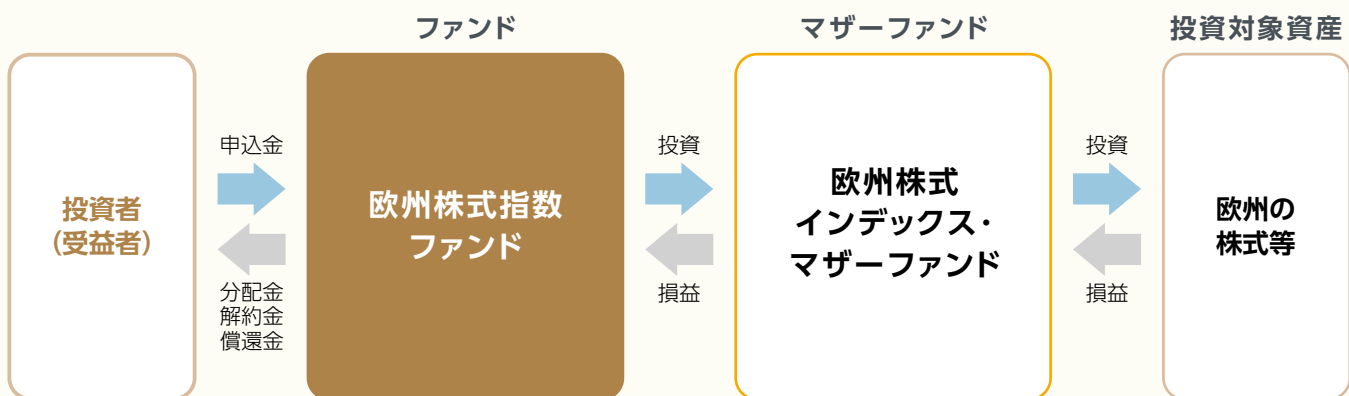 ファンド
マザーファンド
投資対象資産
投資者
(受益者)
申込金
分配金
解約金
償還金
欧州株式指数
ファンド
投資
損益
欧州株式
インデックス・
マザーファンド
投資
損益
欧州の
株式等